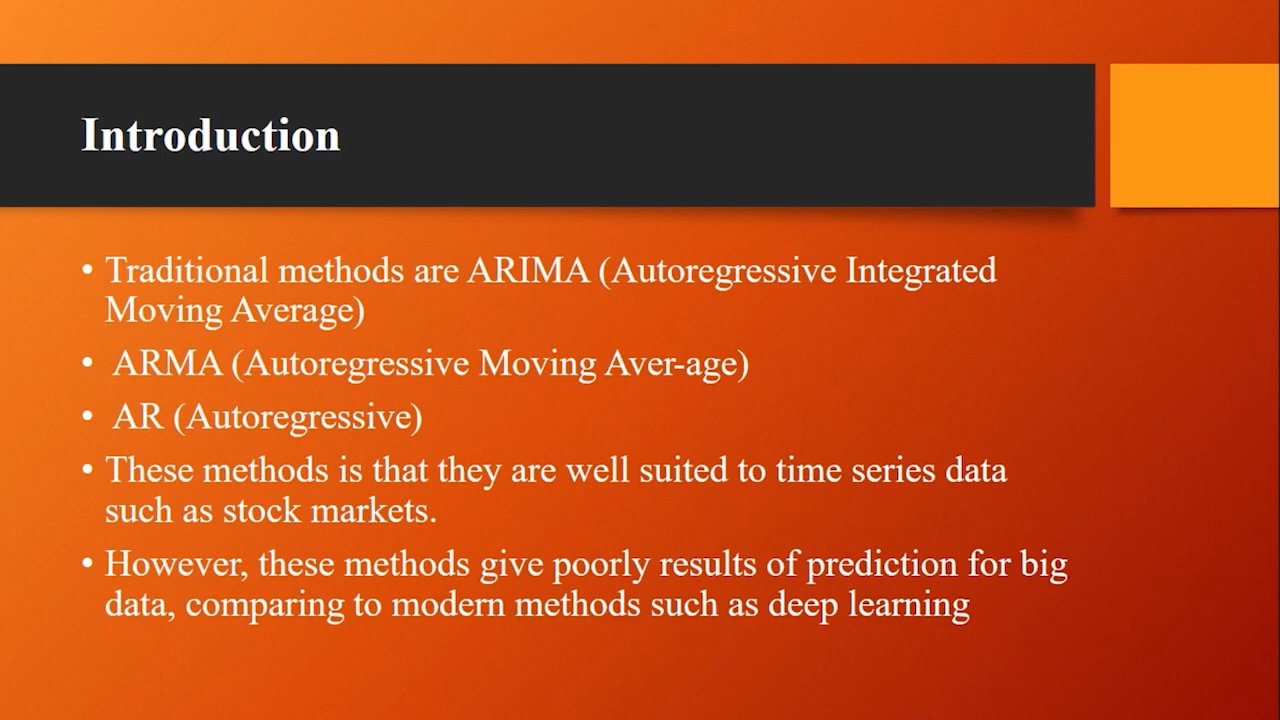 Introduction
• Traditional methods are ARIMA (Autoregressive Integrated
Moving Average)
• ARMA (Autoregressive Moving Aver-age)
• AR (Autoregressive)
• These methods is that they are well suited to time series data
such as stock markets.
• However, these methods give poorly results of prediction for big
data, comparing to modern methods such as deep learning